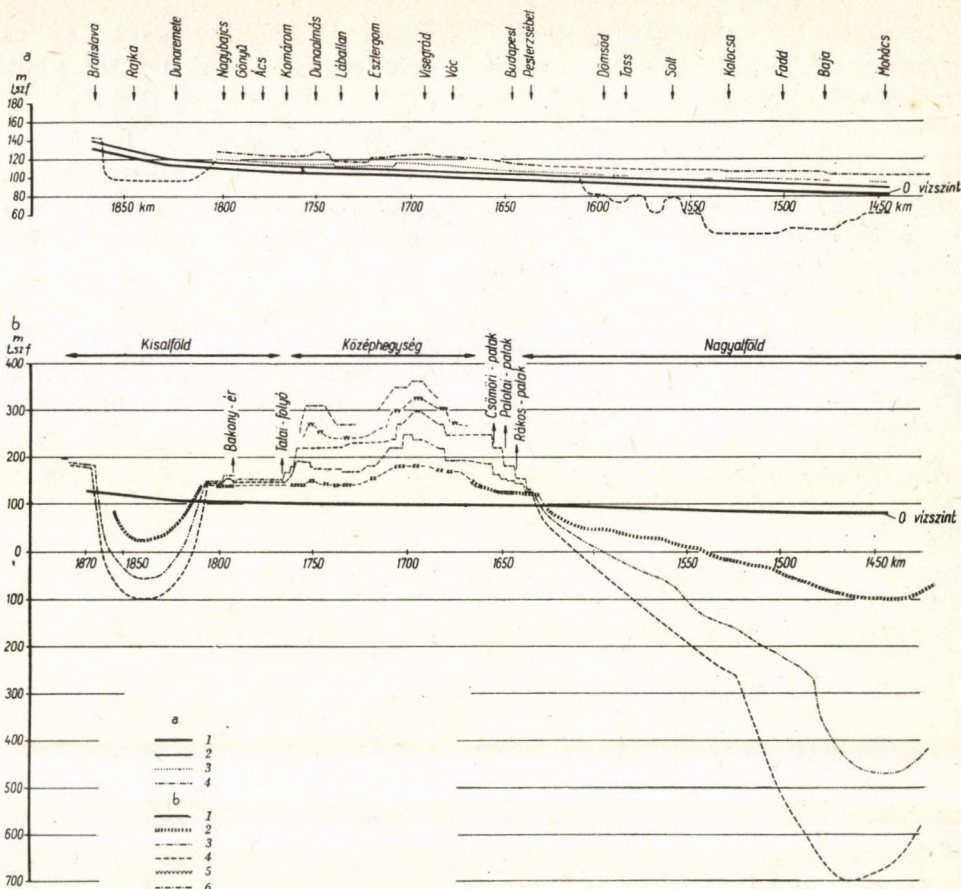 a
m
t.sz.f
Bratislava
Rajka
Dunaremete
Nagybajcs
Gönyű
Ács
Komárom
Dunaalmás
Lábatlan
Esztergom
Visegrád
Vác
Budapest
Pesterzsébet
Dömsöd
Tass
Solt
Kalocsa
Fadd
Baja
Mohács
180
160
140
120
100
80
60
1850 km 1800 1750 1700 1650 1600 1550 1500 1450 km
0 vízszint
b
m
t.sz.f
Kisalföld Középhegység Nagyalföld
Bakony-ér
Tatai-folyó
Csömöri-patak
Palotai-patak
Rákos-patak
400
300
200
100
0
100
200
300
400
500
600
700
0 vízszint
1870 1850 1800 1750 1700 1650 1550 1500 1450 km
a
1
2
3
4
b
1
2
3
4
5
6